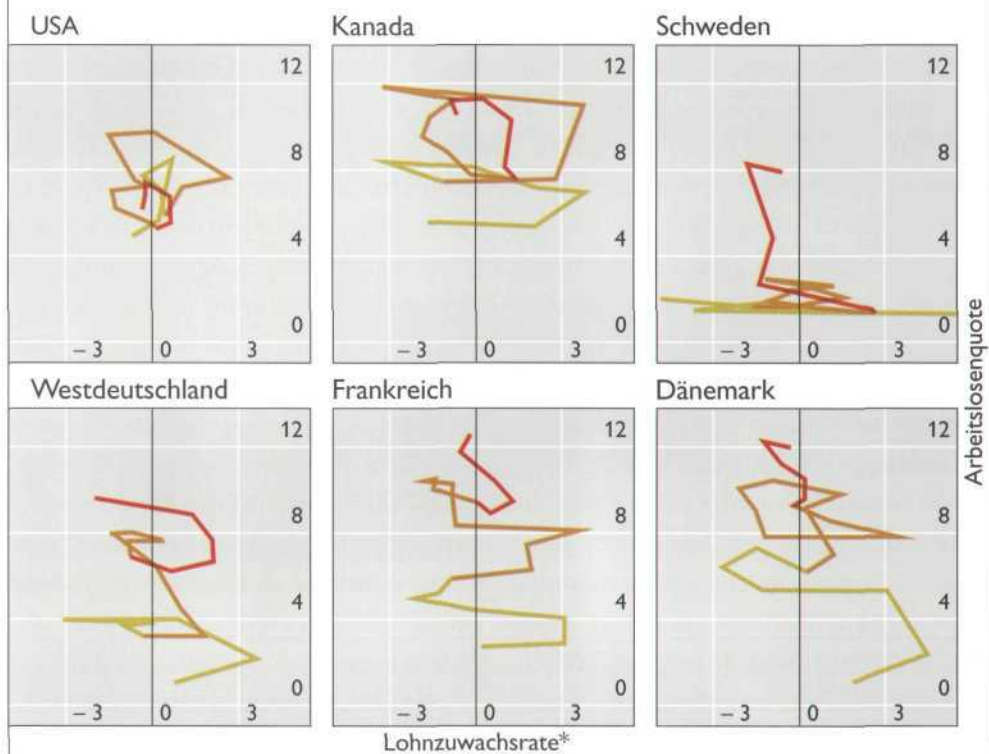 USA
12
8
4
0
– 3 0 3
Kanada
12
8
4
0
– 3 0 3
Schweden
12
8
4
0
– 3 0 3
Westdeutschland
12
8
4
0
– 3 0 3
Frankreich
12
8
4
0
– 3 0 3
Dänemark
12
8
4
0
– 3 0 3
Arbeitslosenquote
Lohnzuwachsrate*